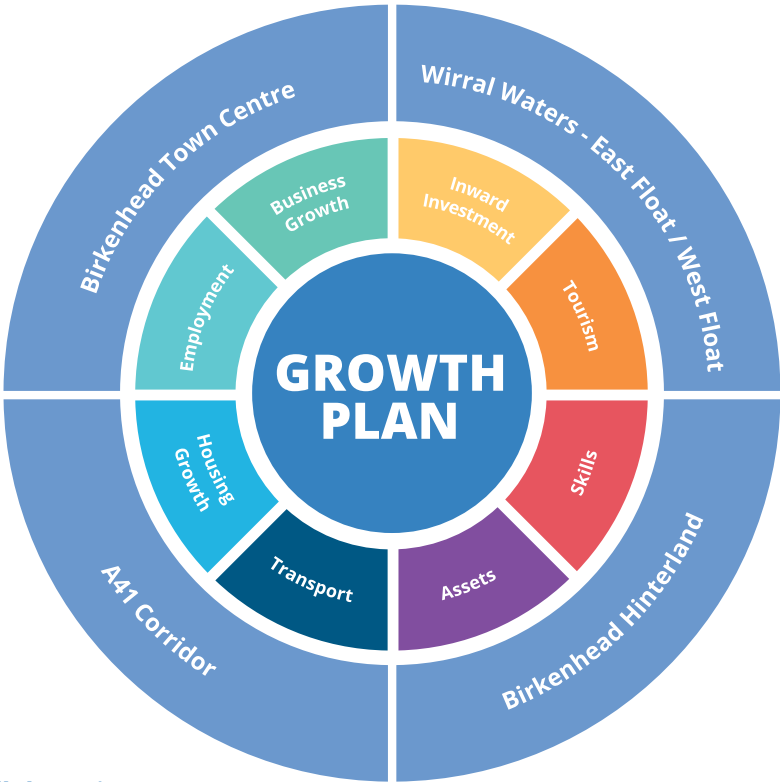 Birkenhead Town Centre
Wirral Waters - East Float / West Float
Business
Growth
Inward
Investment
Employment
Tourism
GROWTH
PLAN
Housing
Growth
Skills
Transport
Assets
A41 Corridor
Birkenhead Hinterland